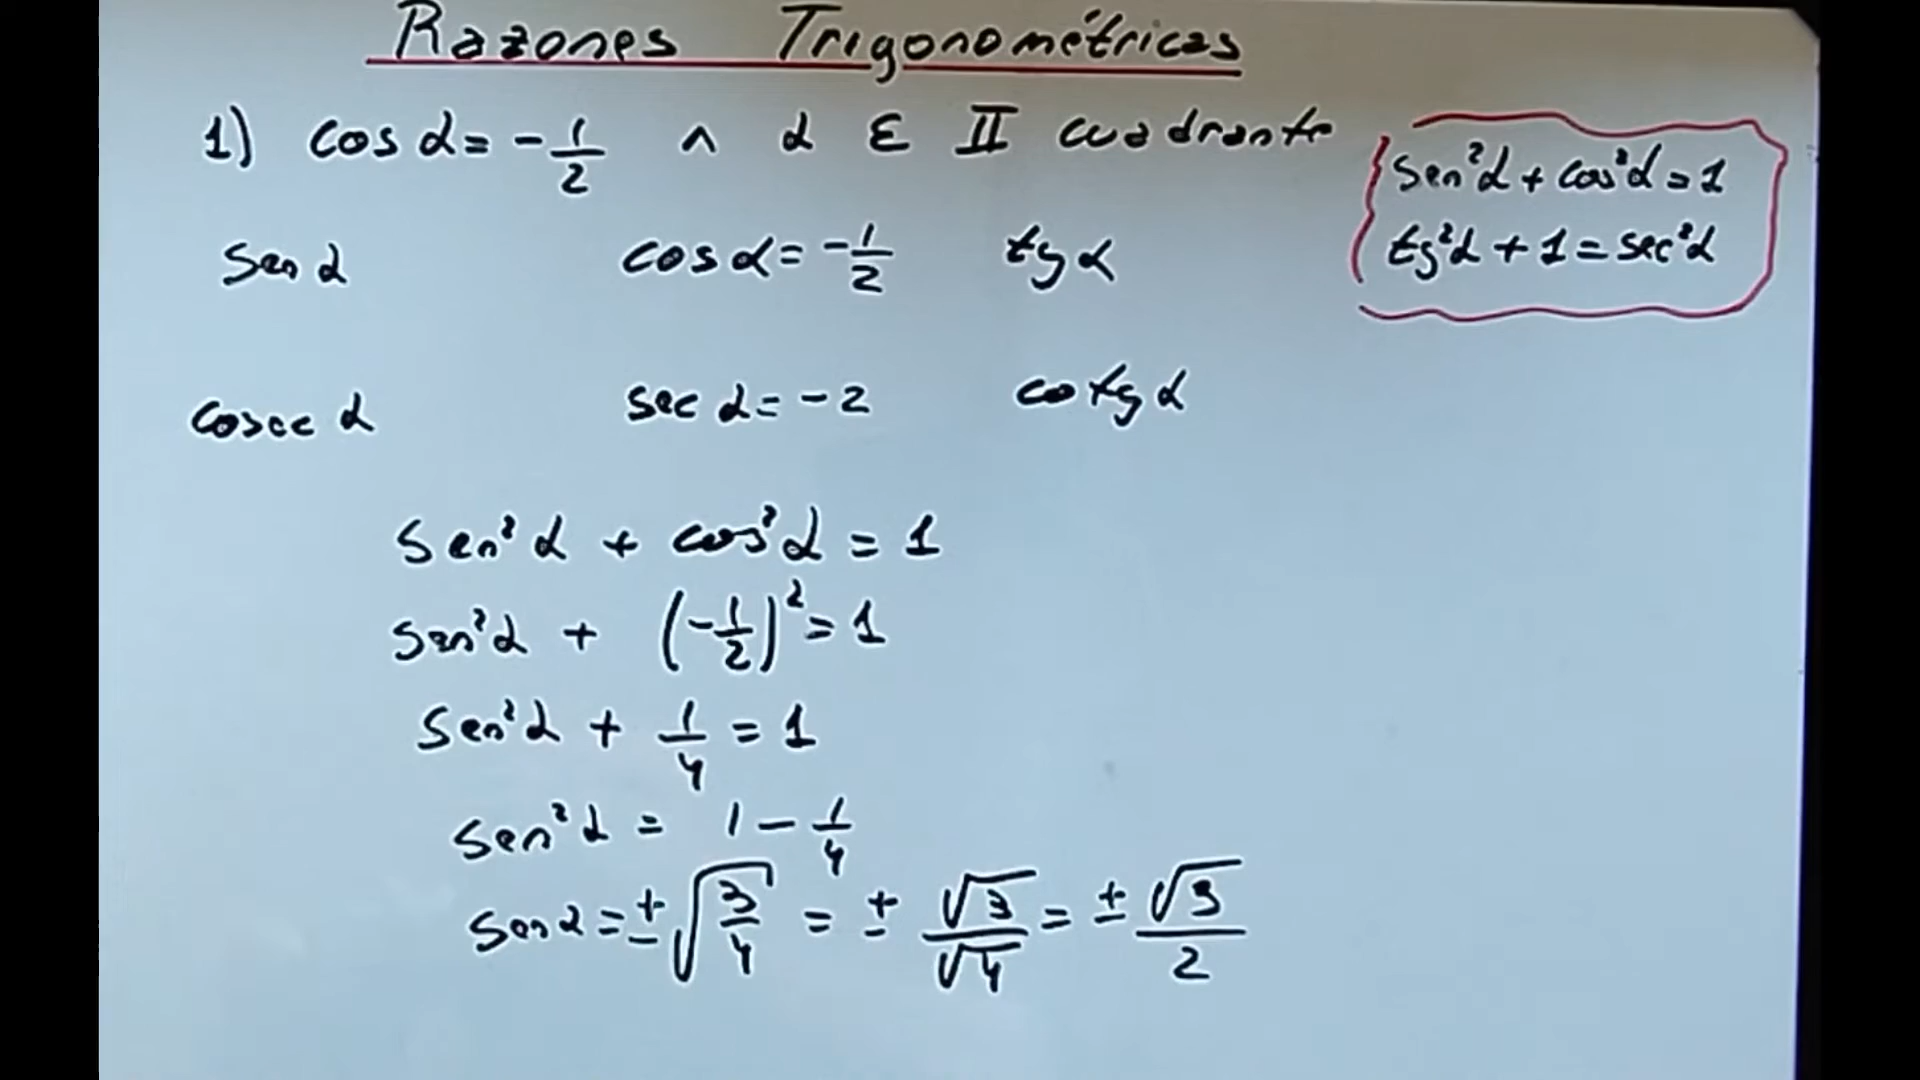 Razones Trigonométricas
1) cos α = -1/2 ∧ α ∈ II cuadrante
sen²α + cos²α = 1
tg²α + 1 = sec²α
sen α cos α = -1/2 tg α
cosec α sec α = -2 cotg α
sen²α + cos²α = 1
sen²α + (-1/2)² = 1
sen²α + 1/4 = 1
sen²α = 1 - 1/4
sen α = ±√(3/4) = ± √3/√4 = ± √3/2